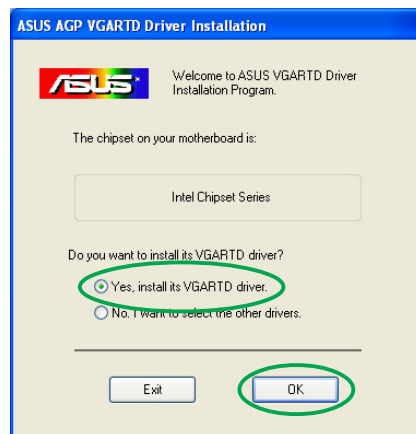 ASUS AGP VGARTD Driver Installation
ASUS
Welcome to ASUS VGARTD Driver
Installation Program.
The chipset on your motherboard is:
Intel Chipset Series
Do you want to install its VGARTD driver?
Yes, install its VGARTD driver.
No. I want to select the other drivers.
Exit
OK